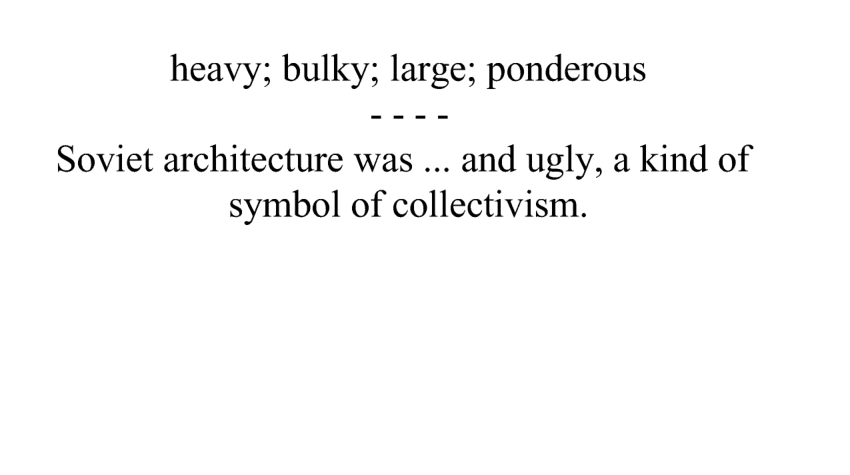 heavy; bulky; large; ponderous
- - - -
Soviet architecture was ... and ugly, a kind of
symbol of collectivism.